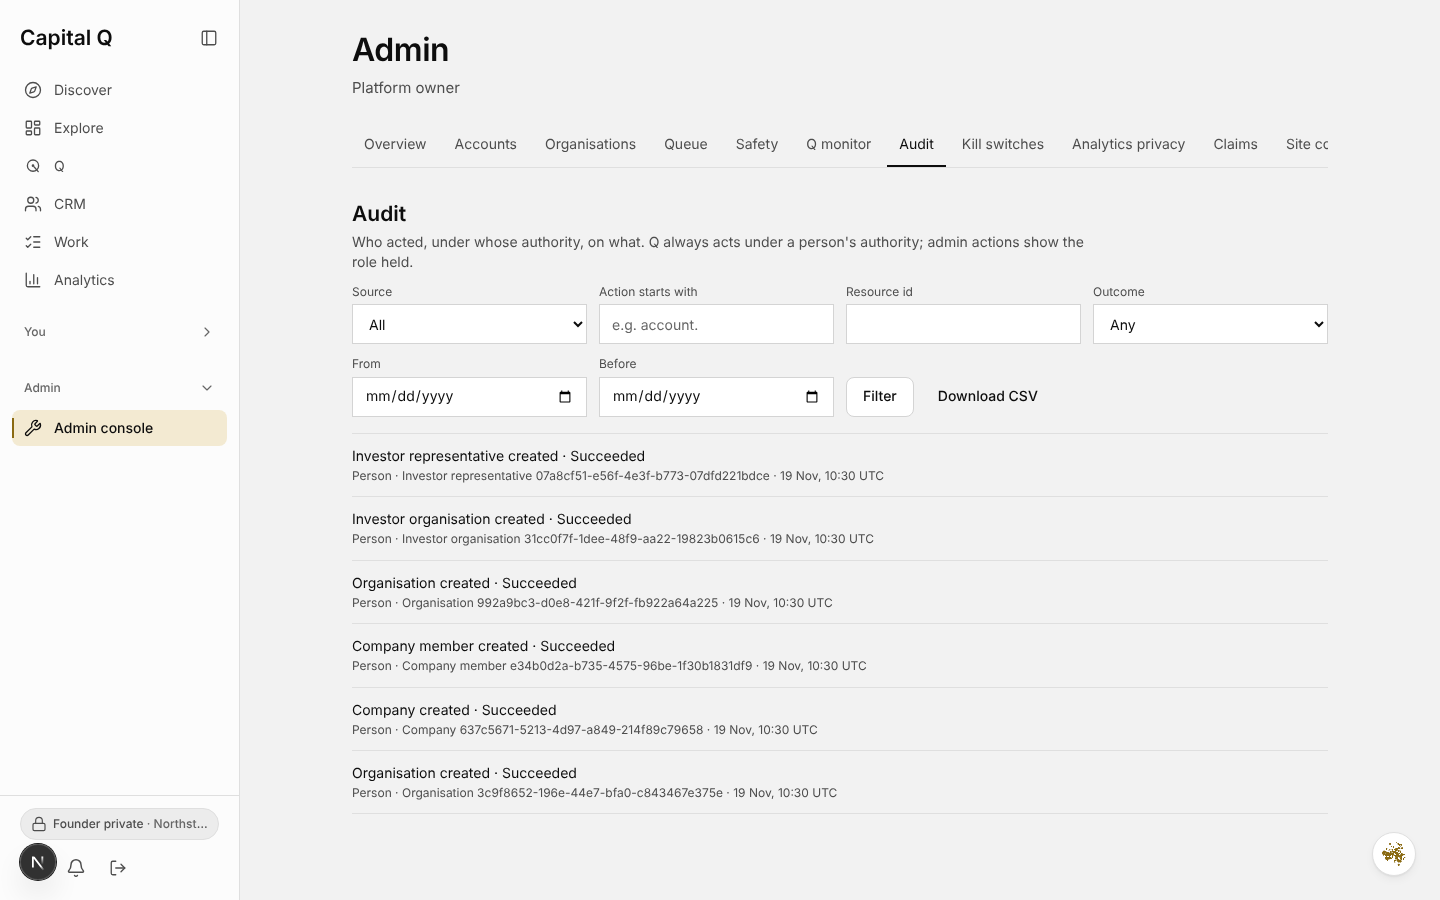 Capital Q
Discover
Explore
Q
CRM
Work
Analytics
You
Admin
Admin console
Founder private · Northst...
N
Admin
Platform owner
Overview
Accounts
Organisations
Queue
Safety
Q monitor
Audit
Kill switches
Analytics privacy
Claims
Site cc
Audit
Who acted, under whose authority, on what. Q always acts under a person's authority; admin actions show the
role held.
Source
Action starts with
Resource id
Outcome
All
e.g. account.
Any
From
Before
mm/dd/yyyy
mm/dd/yyyy
Filter
Download CSV
Investor representative created · Succeeded
Person · Investor representative 07a8cf51-e56f-4e3f-b773-07dfd221bdce · 19 Nov, 10:30 UTC
Investor organisation created · Succeeded
Person · Investor organisation 31cc0f7f-1dee-48f9-aa22-19823b0615c6 · 19 Nov, 10:30 UTC
Organisation created · Succeeded
Person · Organisation 992a9bc3-d0e8-421f-9f2f-fb922a64a225 · 19 Nov, 10:30 UTC
Company member created · Succeeded
Person · Company member e34b0d2a-b735-4575-96be-1f30b1831df9 · 19 Nov, 10:30 UTC
Company created · Succeeded
Person · Company 637c5671-5213-4d97-a849-214f89c79658 · 19 Nov, 10:30 UTC
Organisation created · Succeeded
Person · Organisation 3c9f8652-196e-44e7-bfa0-c843467e375e · 19 Nov, 10:30 UTC